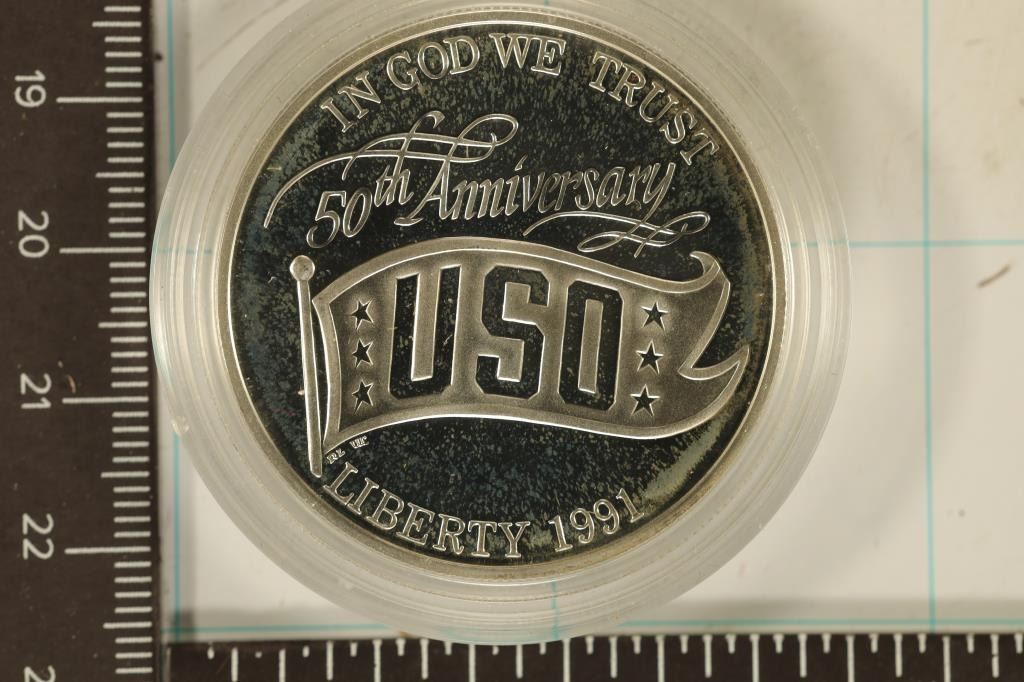 IN GOD WE TRUST
50th Anniversary
USO
LIBERTY 1991
19
20
21
22